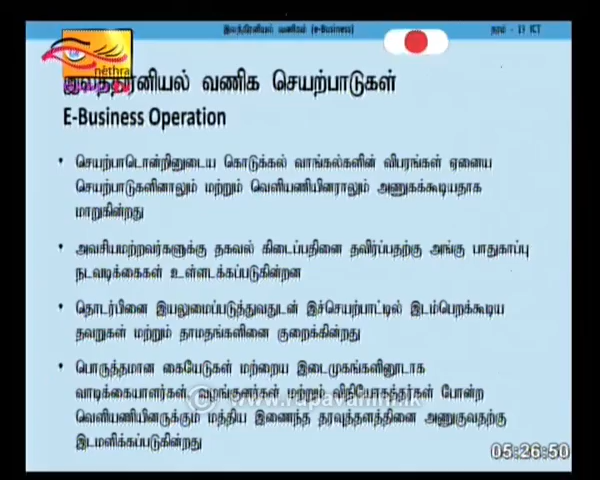 இலத்திரனியல் வணிகம் (e-Business)
தரம் - 13 ICT
nethra
இலத்திரனியல் வணிக செயற்பாடுகள்
E-Business Operation
• செயற்பாடொன்றினுடைய கொடுக்கல் வாங்கல்களின் விபரங்கள் ஏனைய
செயற்பாடுகளினாலும் மற்றும் வெளியணியினராலும் அணுகக்கூடியதாக
மாறுகின்றது
• அவசியமற்றவர்களுக்கு தகவல் கிடைப்பதினை தவிர்ப்பதற்கு அங்கு பாதுகாப்பு
நடவடிக்கைகள் உள்ளடக்கப்படுகின்றன
• தொடர்பினை இயலுமைப்படுத்துவதுடன் இச்செயற்பாட்டில் இடம்பெறக்கூடிய
தவறுகள் மற்றும் தாமதங்களினை குறைக்கின்றது
• பொருத்தமான கையேடுகள் மற்றைய இடைமுகங்களினூடாக
வாடிக்கையாளர்கள், வழங்குனர்கள் மற்றும் விநியோகத்தர்கள் போன்ற
© www.rupavahini.lk
வெளியணியினருக்கும் மத்திய இணைந்த தரவுத்தளத்தினை அணுகுவதற்கு
இடமளிக்கப்படுகின்றது
05:26:50